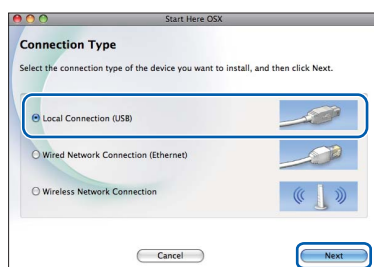 Start Here OSX
Connection Type
Select the connection type of the device you want to install, and then click Next.
Local Connection (USB)
Wired Network Connection (Ethernet)
Wireless Network Connection
Cancel
Next